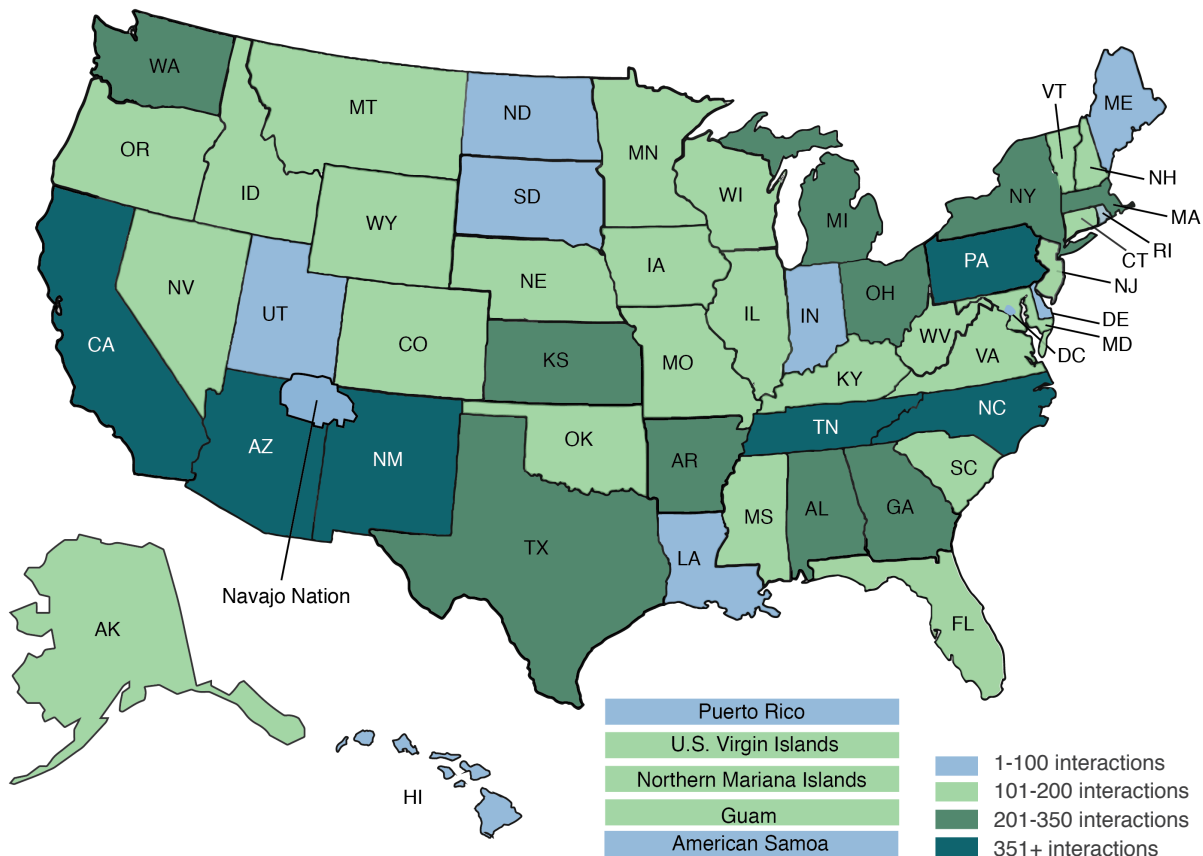 WA
MT
ND
MN
VT
ME
OR
ID
SD
WI
MI
NY
NH
MA
WY
RI
CT
PA
NJ
IA
NE
NV
UT
IL
IN
OH
DE
MD
DC
CA
CO
KS
MO
WV
VA
KY
NC
TN
AZ
NM
OK
AR
SC
MS
AL
GA
TX
LA
Navajo Nation
AK
FL
HI
Puerto Rico
U.S. Virgin Islands
Northern Mariana Islands
Guam
American Samoa
1-100 interactions
101-200 interactions
201-350 interactions
351+ interactions